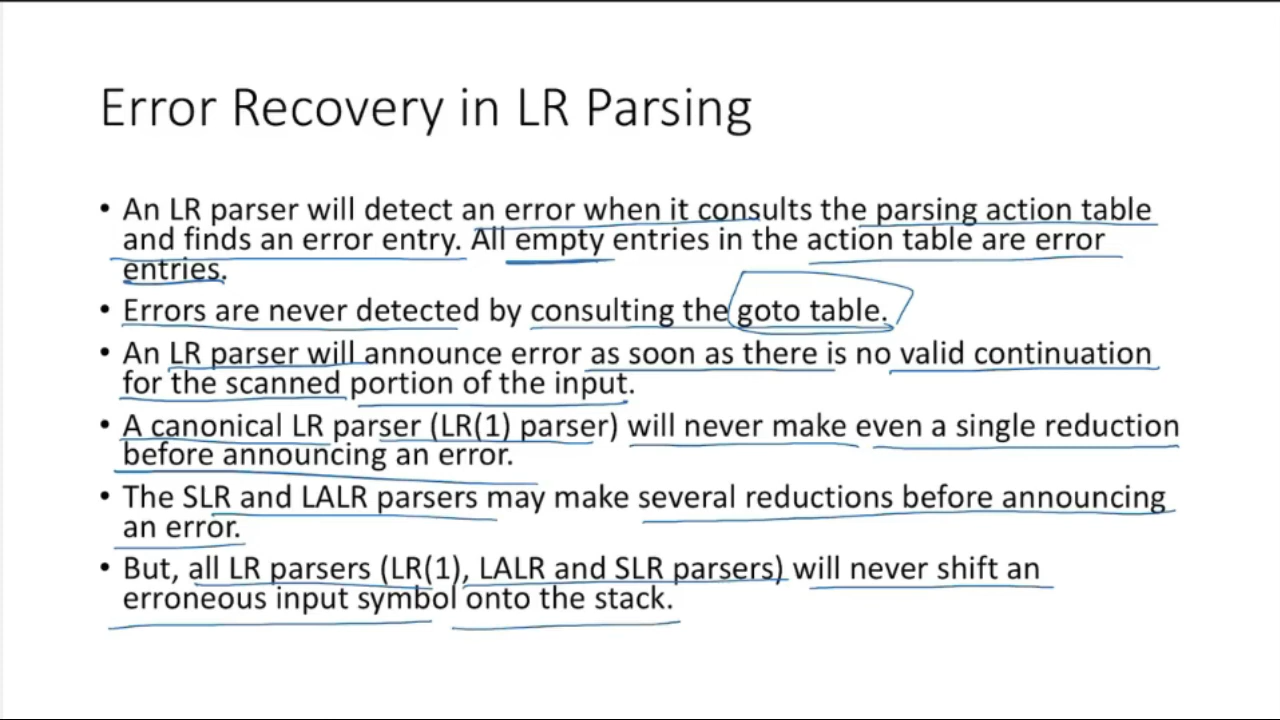 Error Recovery in LR Parsing
• An LR parser will detect an error when it consults the parsing action table
and finds an error entry. All empty entries in the action table are error
entries.
• Errors are never detected by consulting the goto table.
• An LR parser will announce error as soon as there is no valid continuation
for the scanned portion of the input.
• A canonical LR parser (LR(1) parser) will never make even a single reduction
before announcing an error.
• The SLR and LALR parsers may make several reductions before announcing
an error.
• But, all LR parsers (LR(1), LALR and SLR parsers) will never shift an
erroneous input symbol onto the stack.